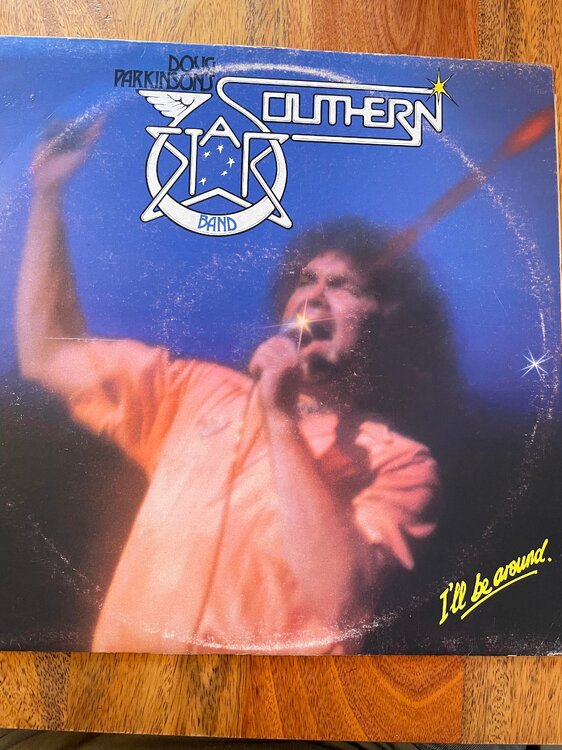 DOUG
PARKINSON'S
SOUTHERN
STAR
BAND
I'll be around.